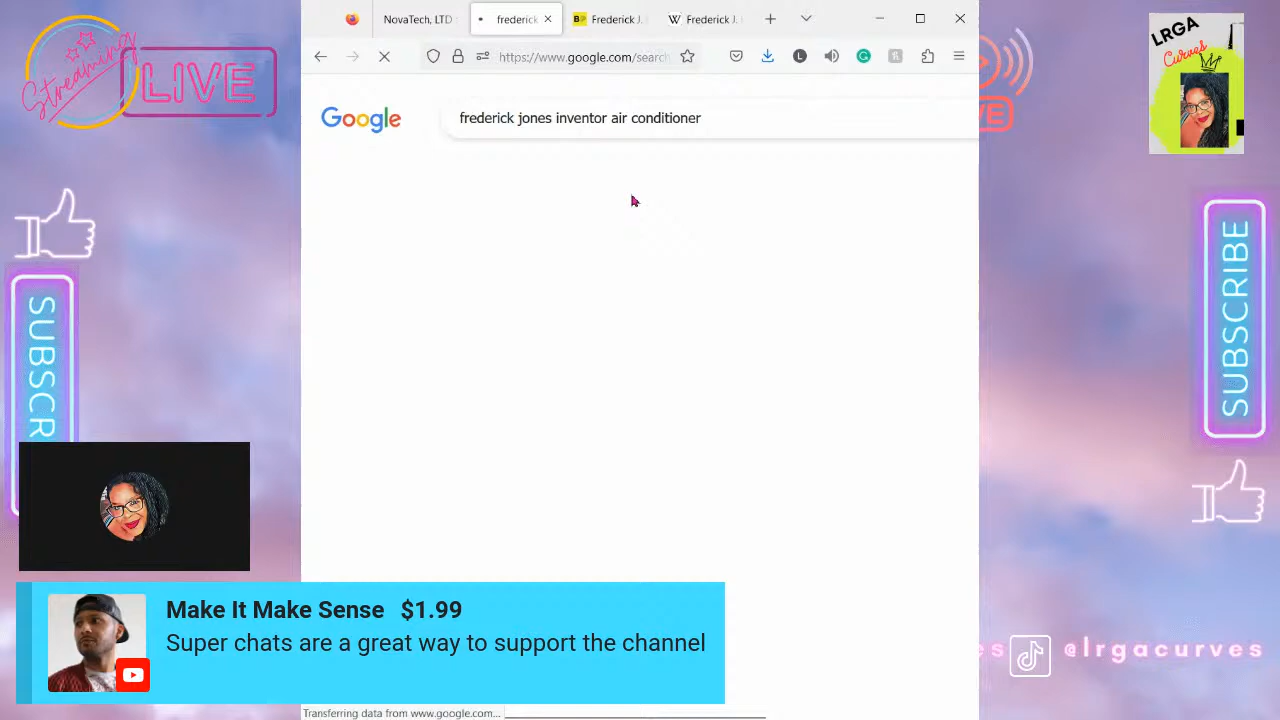 Streaming
LIVE
SUBSCR
NovaTech, LTD
frederick
Frederick J.
Frederick J.
https://www.google.com/search
Google
frederick jones inventor air conditioner
LRGA
Curves
SUBSCRIBE
Make It Make Sense $1.99
Super chats are a great way to support the channel
@lrgacurves
Transferring data from www.google.com...